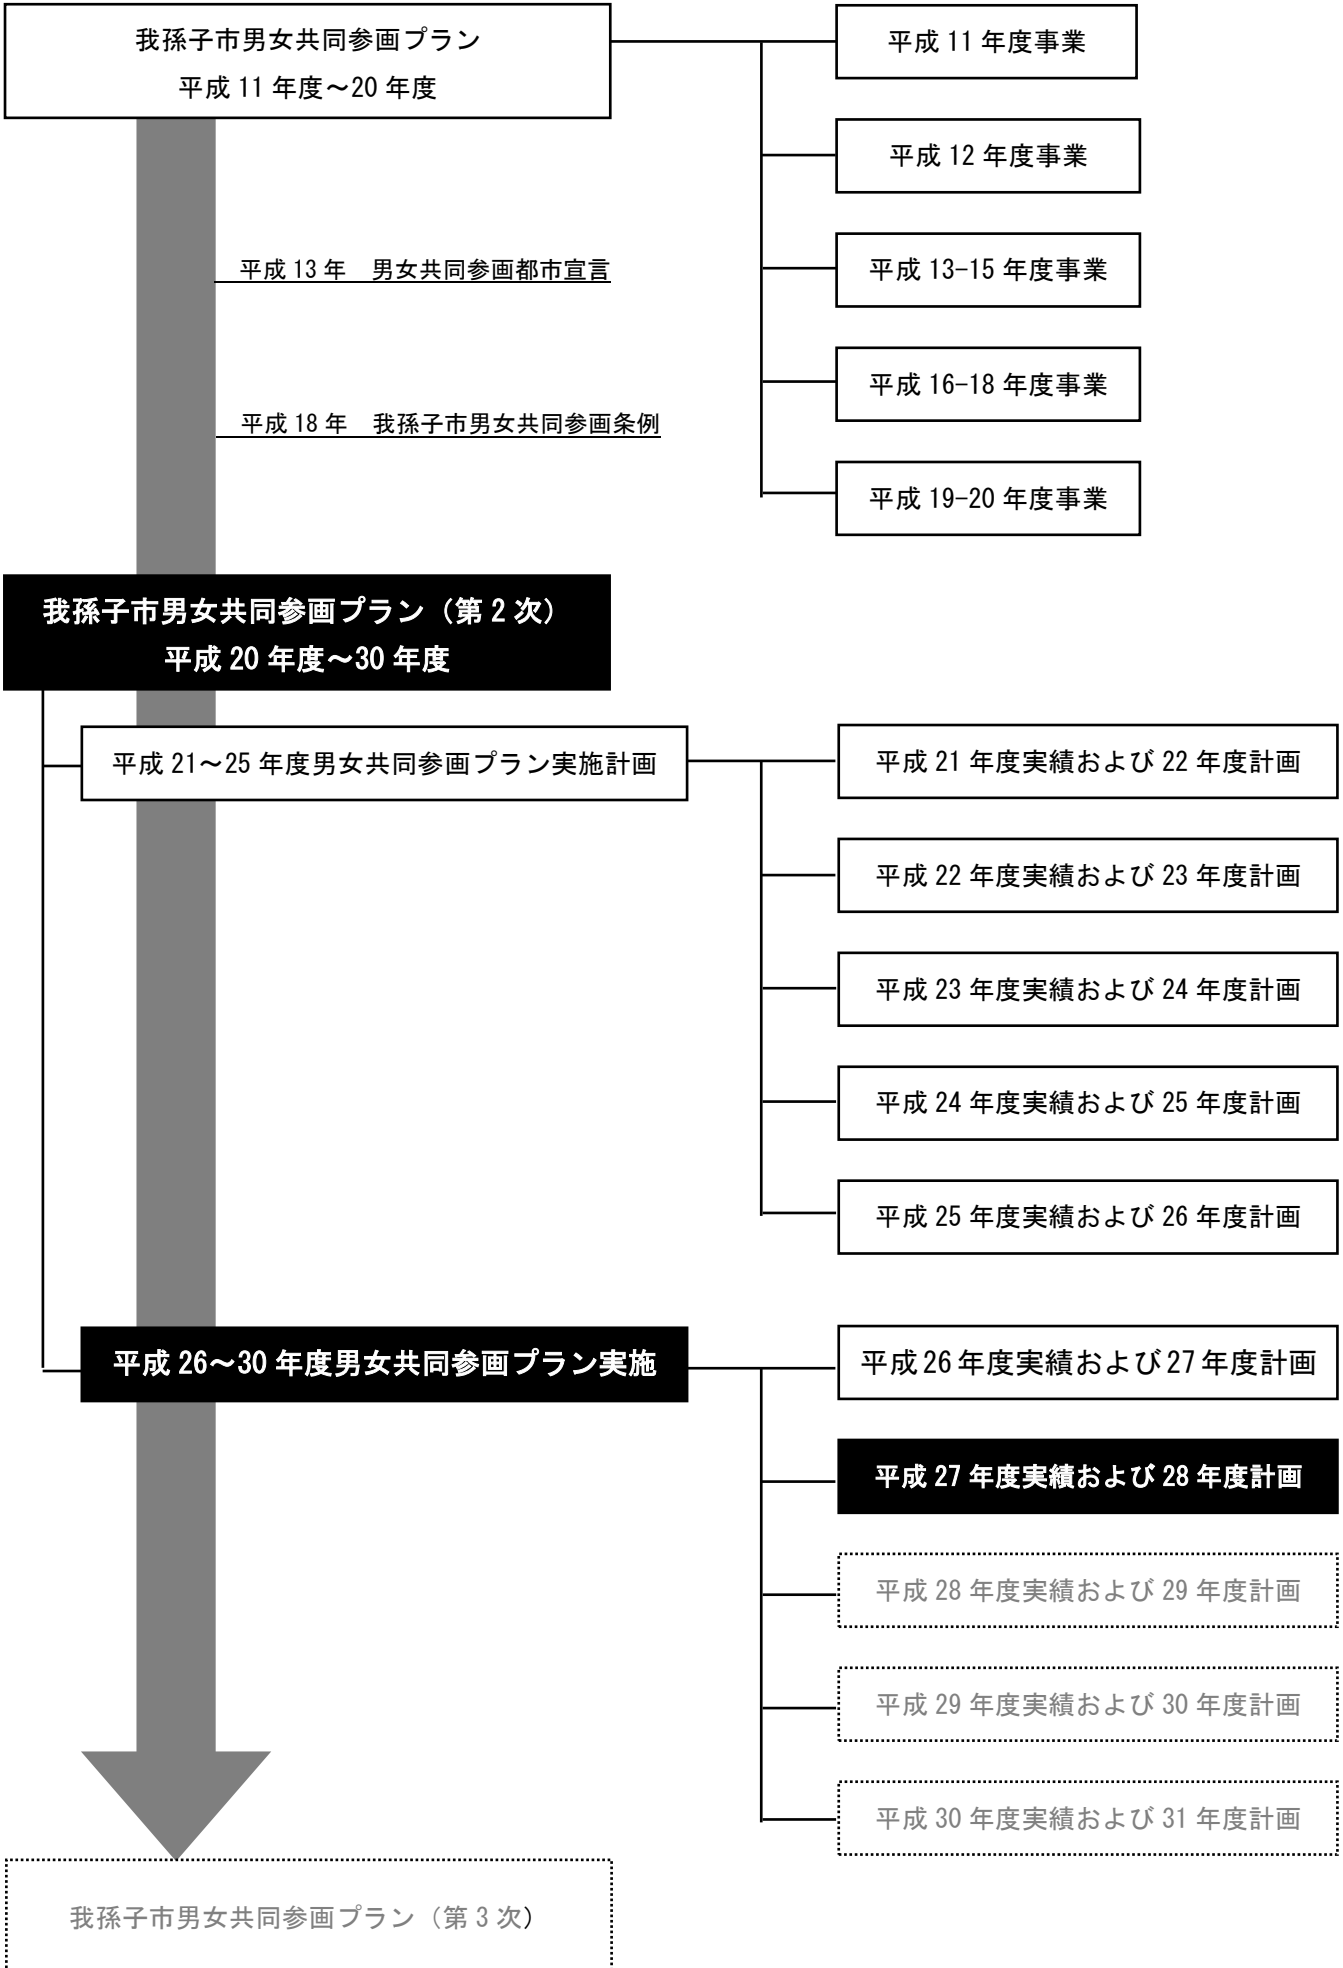 我孫子市男女共同参画プラン
平成 11 年度～20 年度
平成 11 年度事業
平成 12 年度事業
平成 13-15 年度事業
平成 16-18 年度事業
平成 19-20 年度事業
平成 13 年　男女共同参画都市宣言
平成 18 年　我孫子市男女共同参画条例
我孫子市男女共同参画プラン（第 2 次）
平成 20 年度～30 年度
平成 21～25 年度男女共同参画プラン実施計画
平成 21 年度実績および 22 年度計画
平成 22 年度実績および 23 年度計画
平成 23 年度実績および 24 年度計画
平成 24 年度実績および 25 年度計画
平成 25 年度実績および 26 年度計画
平成 26～30 年度男女共同参画プラン実施
平成 26 年度実績および 27 年度計画
平成 27 年度実績および 28 年度計画
平成 28 年度実績および 29 年度計画
平成 29 年度実績および 30 年度計画
平成 30 年度実績および 31 年度計画
我孫子市男女共同参画プラン（第 3 次）